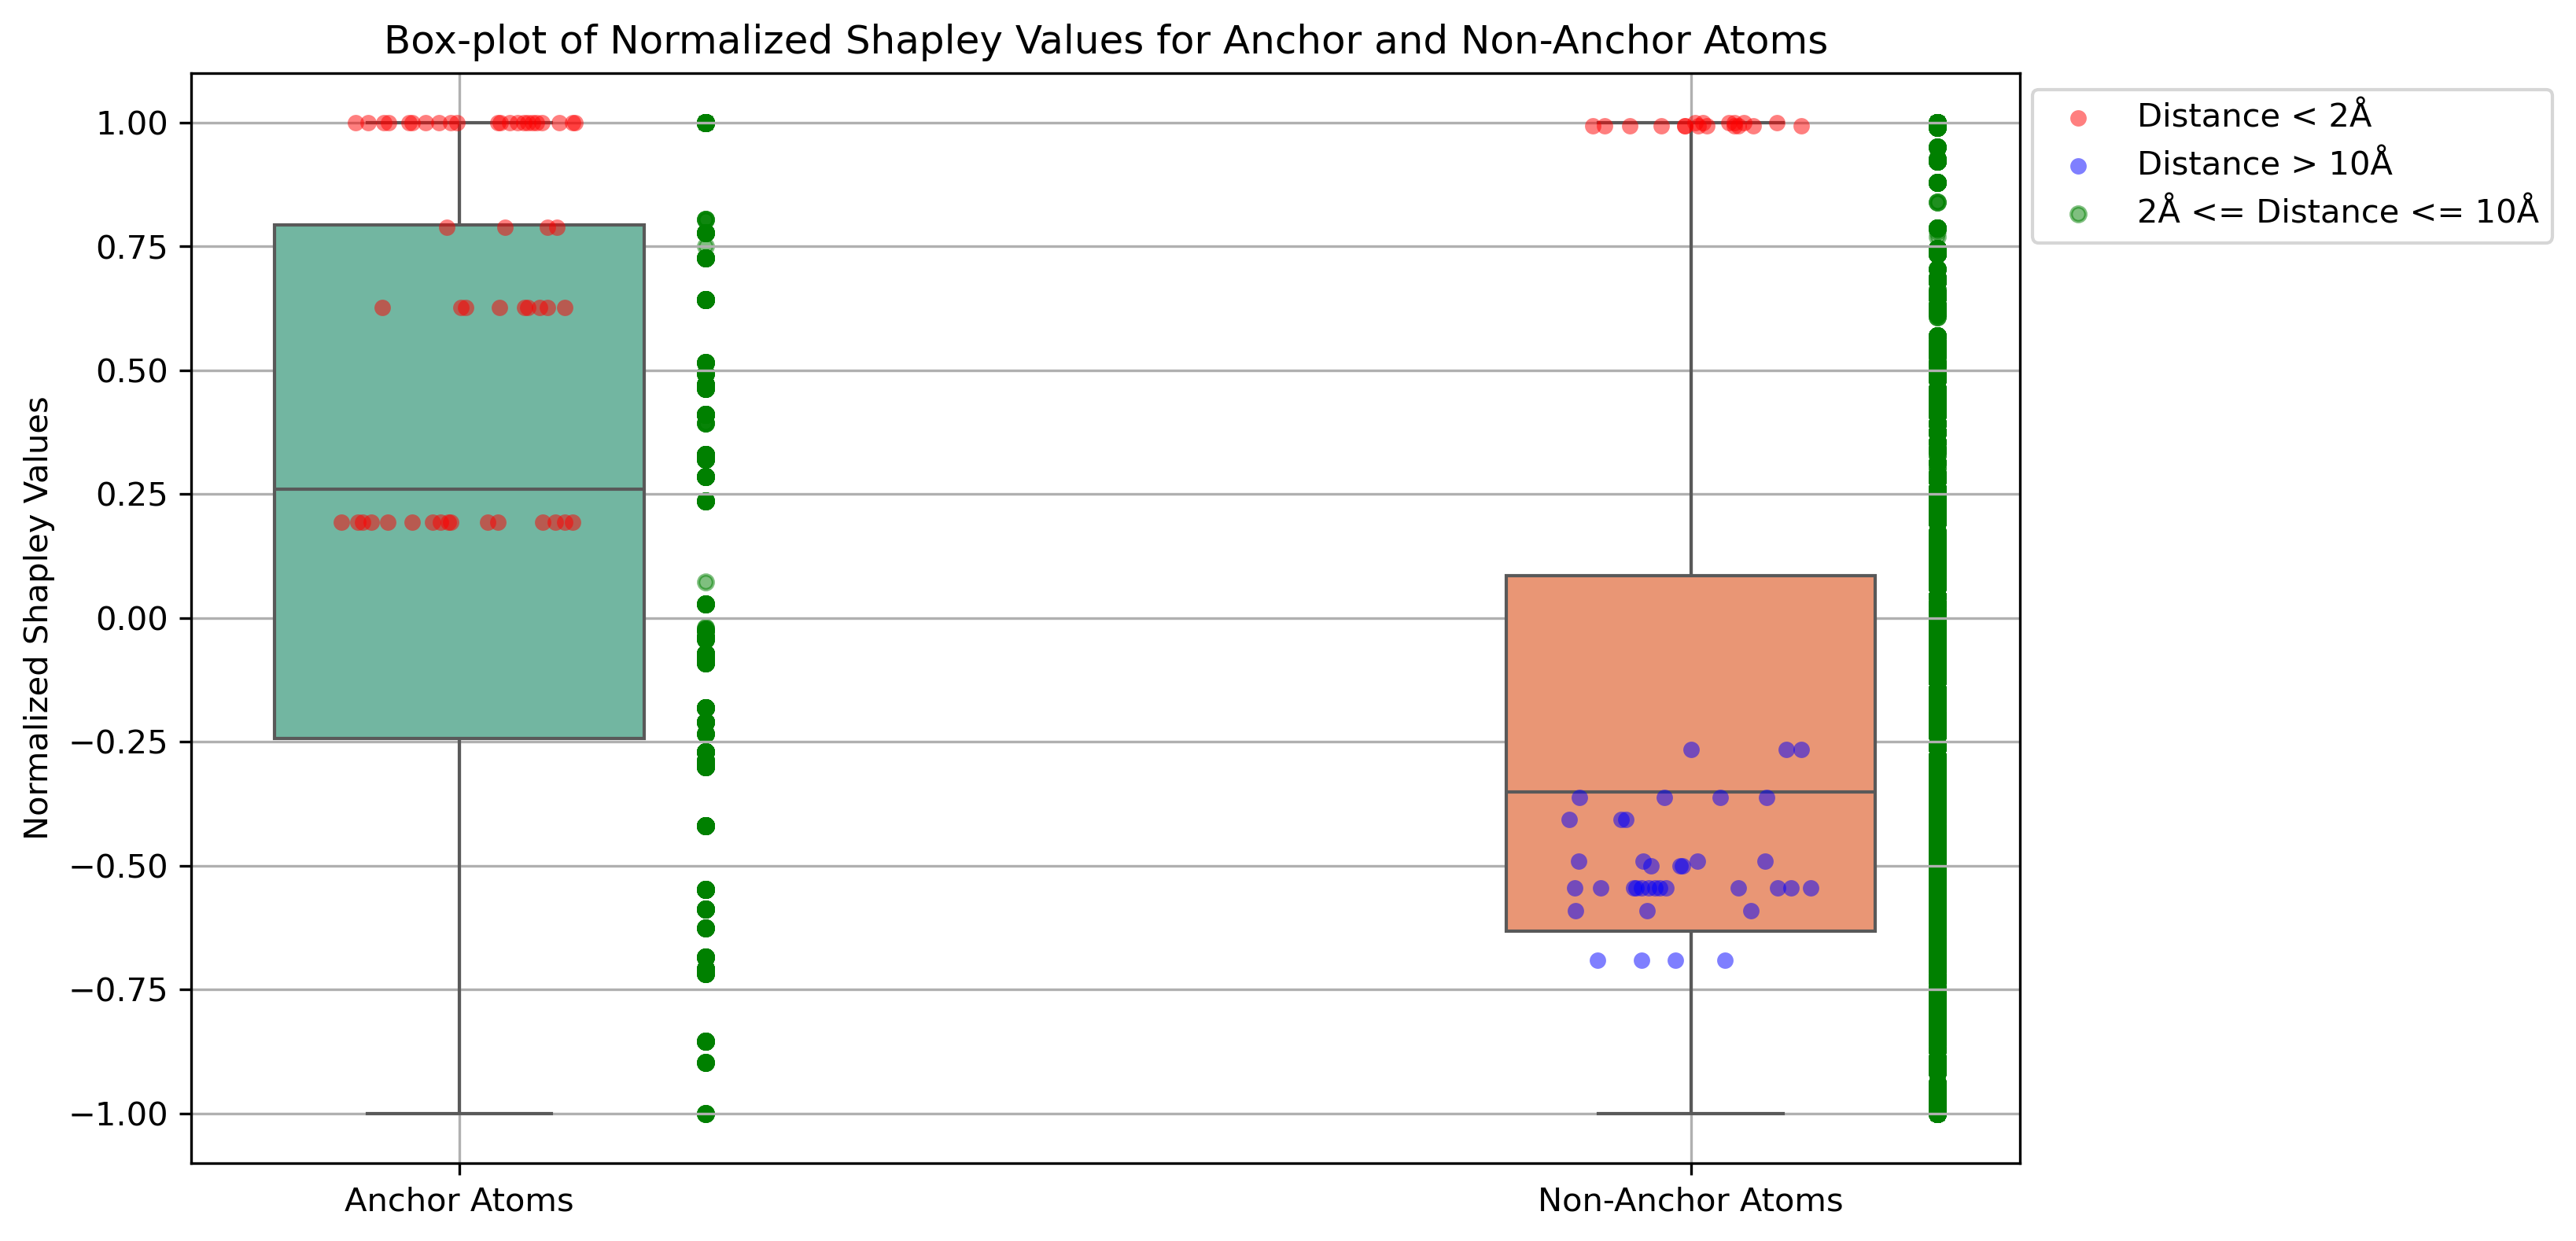 Box-plot of Normalized Shapley Values for Anchor and Non-Anchor Atoms
Distance < 2Å
Distance > 10Å
2Å <= Distance <= 10Å
Normalized Shapley Values
1.00
0.75
0.50
0.25
0.00
−0.25
−0.50
−0.75
−1.00
Anchor Atoms
Non-Anchor Atoms